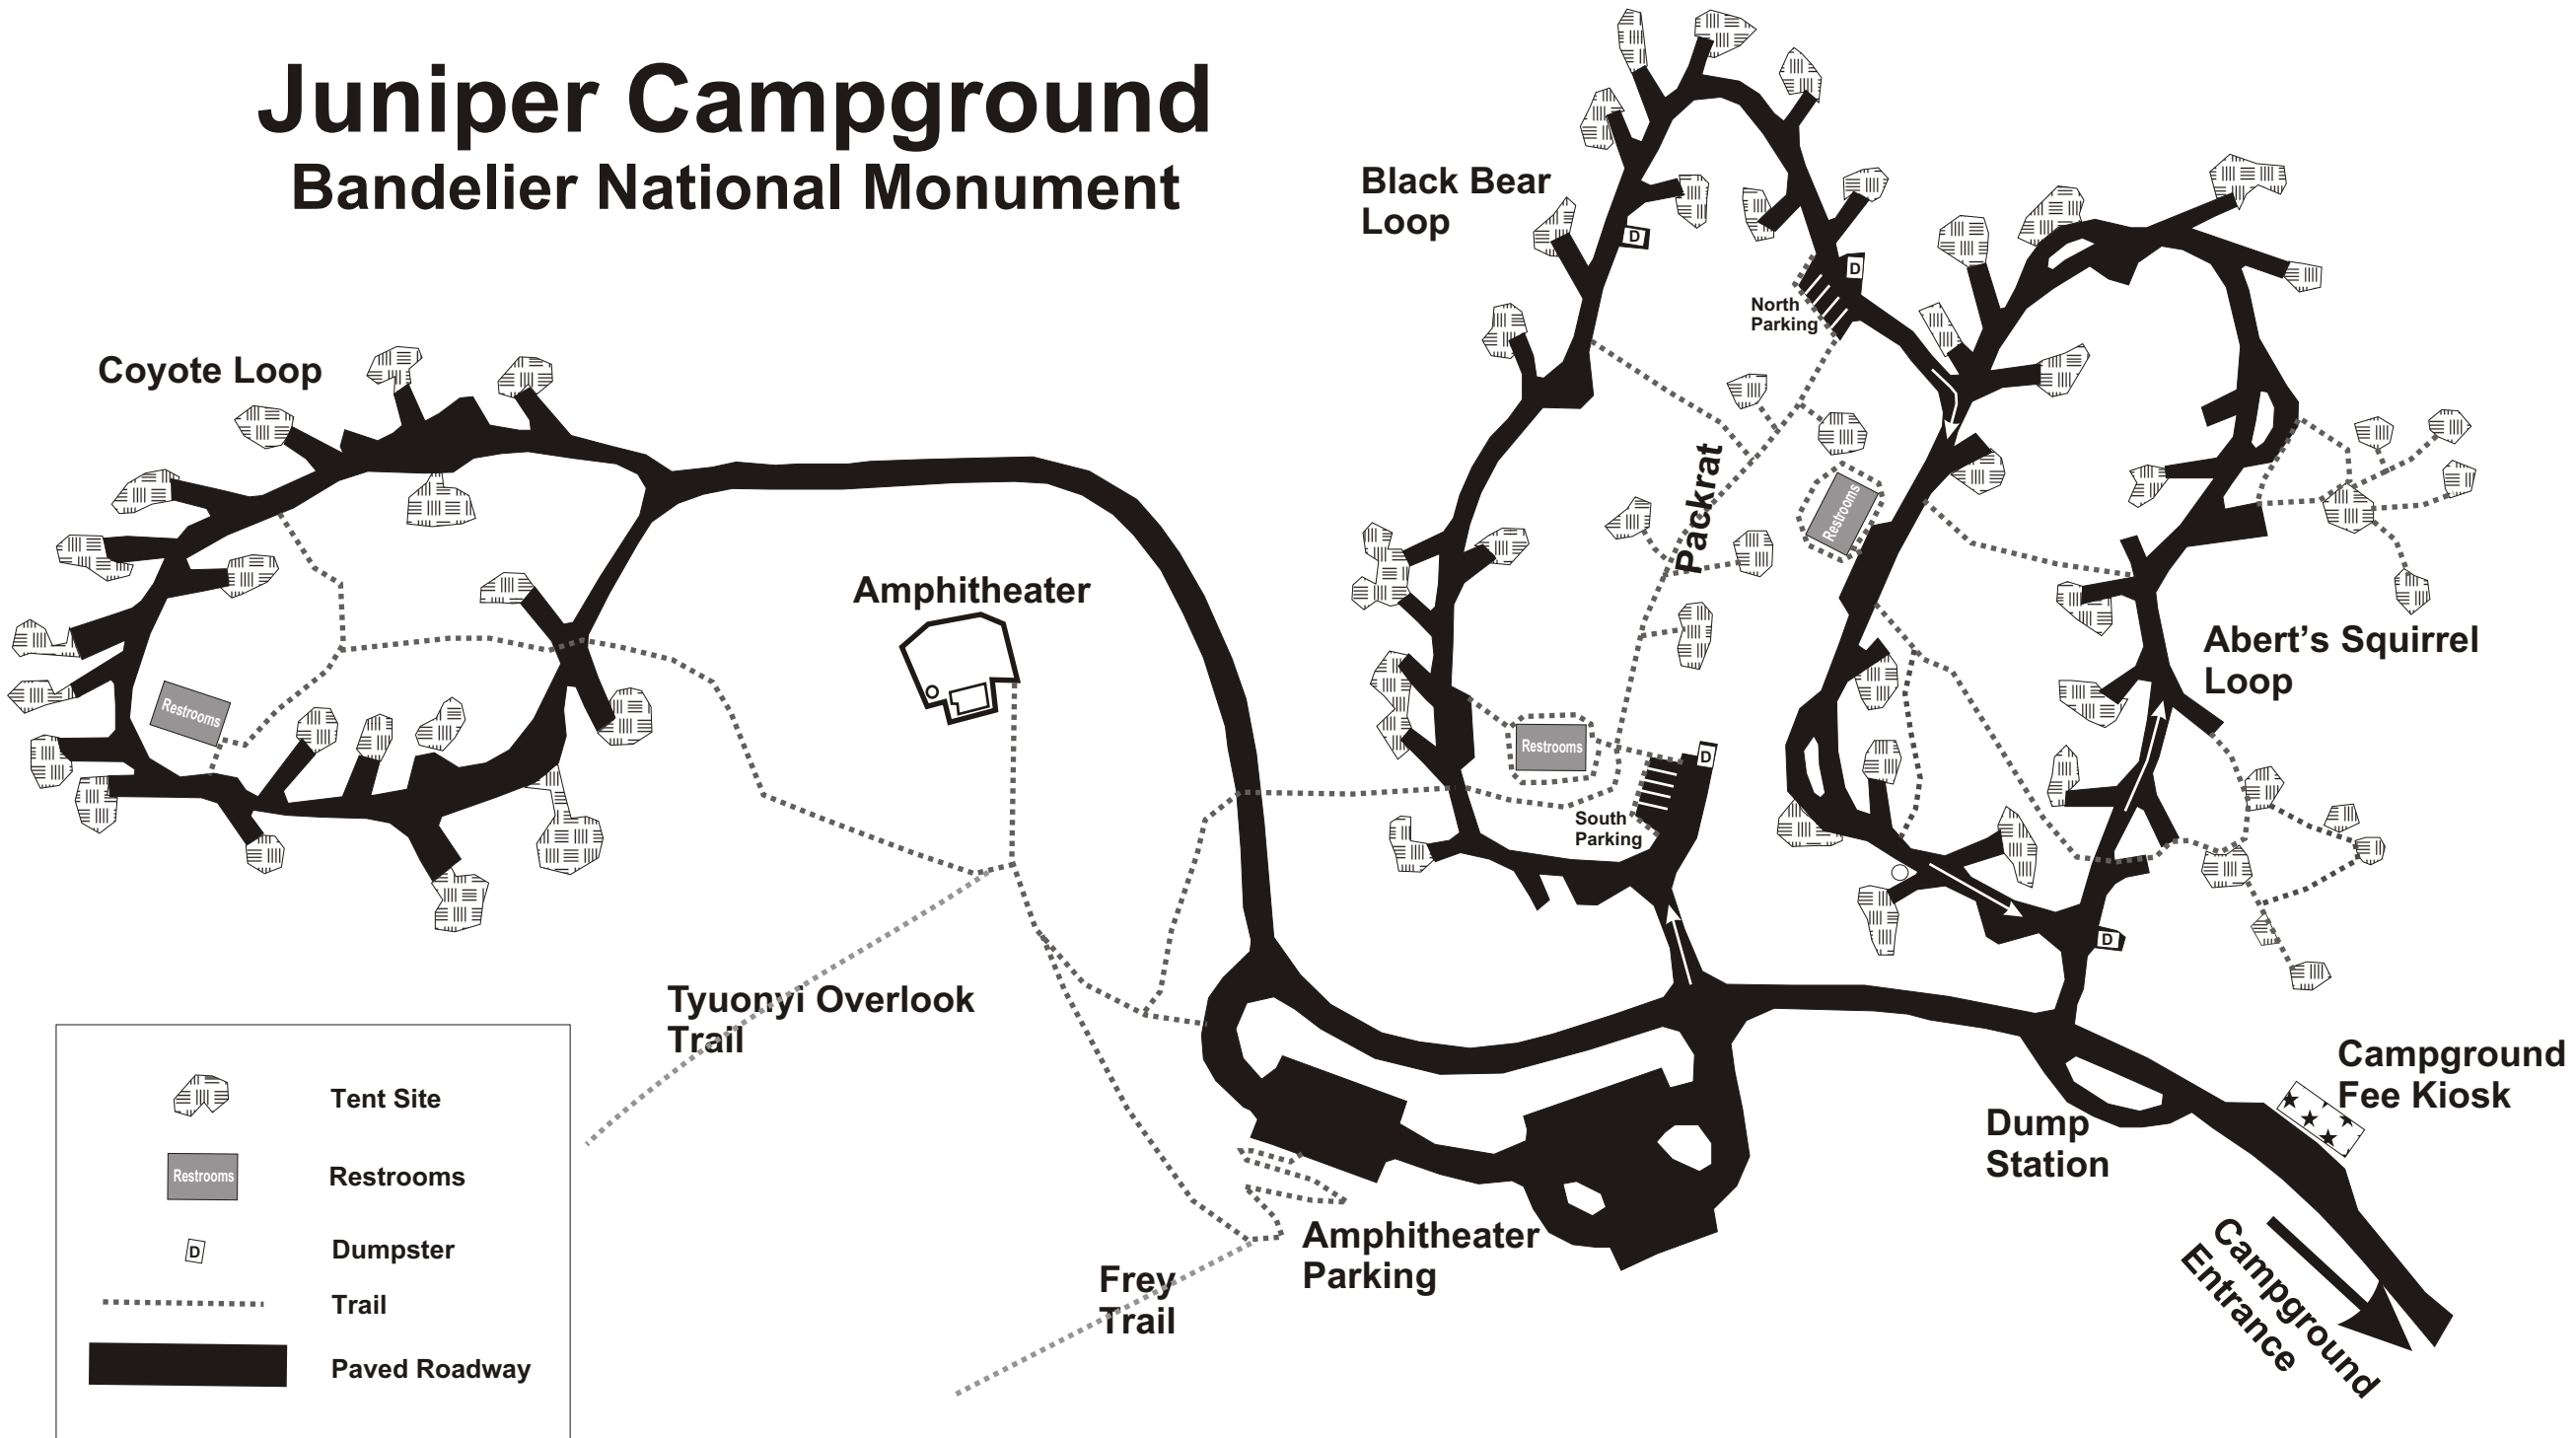 Juniper Campground
Bandelier National Monument
Black Bear
Loop
D
D
North
Parking
Coyote Loop
Packrat
Restrooms
Amphitheater
Abert’s Squirrel
Loop
Restrooms
Restrooms
D
South
Parking
D
Tyuonyi Overlook
Trail
Campground
Fee Kiosk
Dump
Station
Amphitheater
Parking
Frey
Trail
Campground
Entrance
Tent Site
Restrooms
Restrooms
D
Dumpster
Trail
Paved Roadway